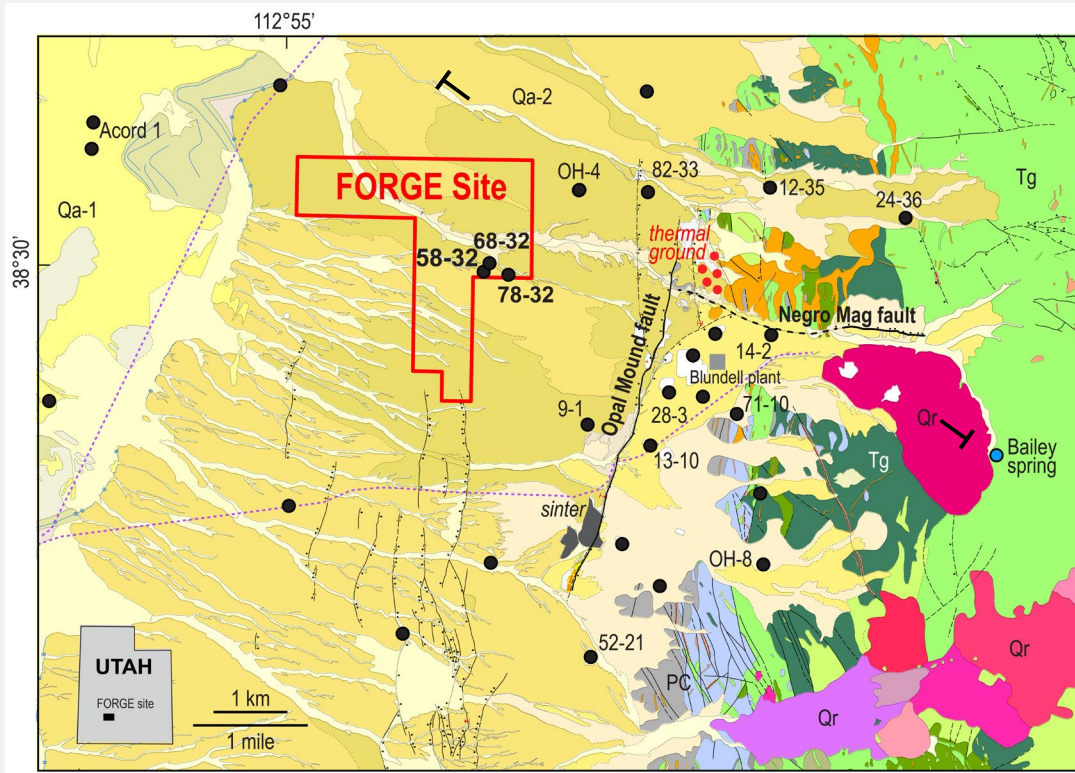 112°55'
38°30'
Acord 1
Qa-2
Qa-1
FORGE Site
OH-4
82-33
12-35
24-36
Tg
thermal
ground
68-32
58-32
78-32
Opal Mound fault
Negro Mag fault
14-2
Blundell plant
28-3
71-10
9-1
13-10
Qr
Bailey
spring
Tg
sinter
OH-8
52-21
PC
Qr
Qr
UTAH
FORGE site
1 km
1 mile